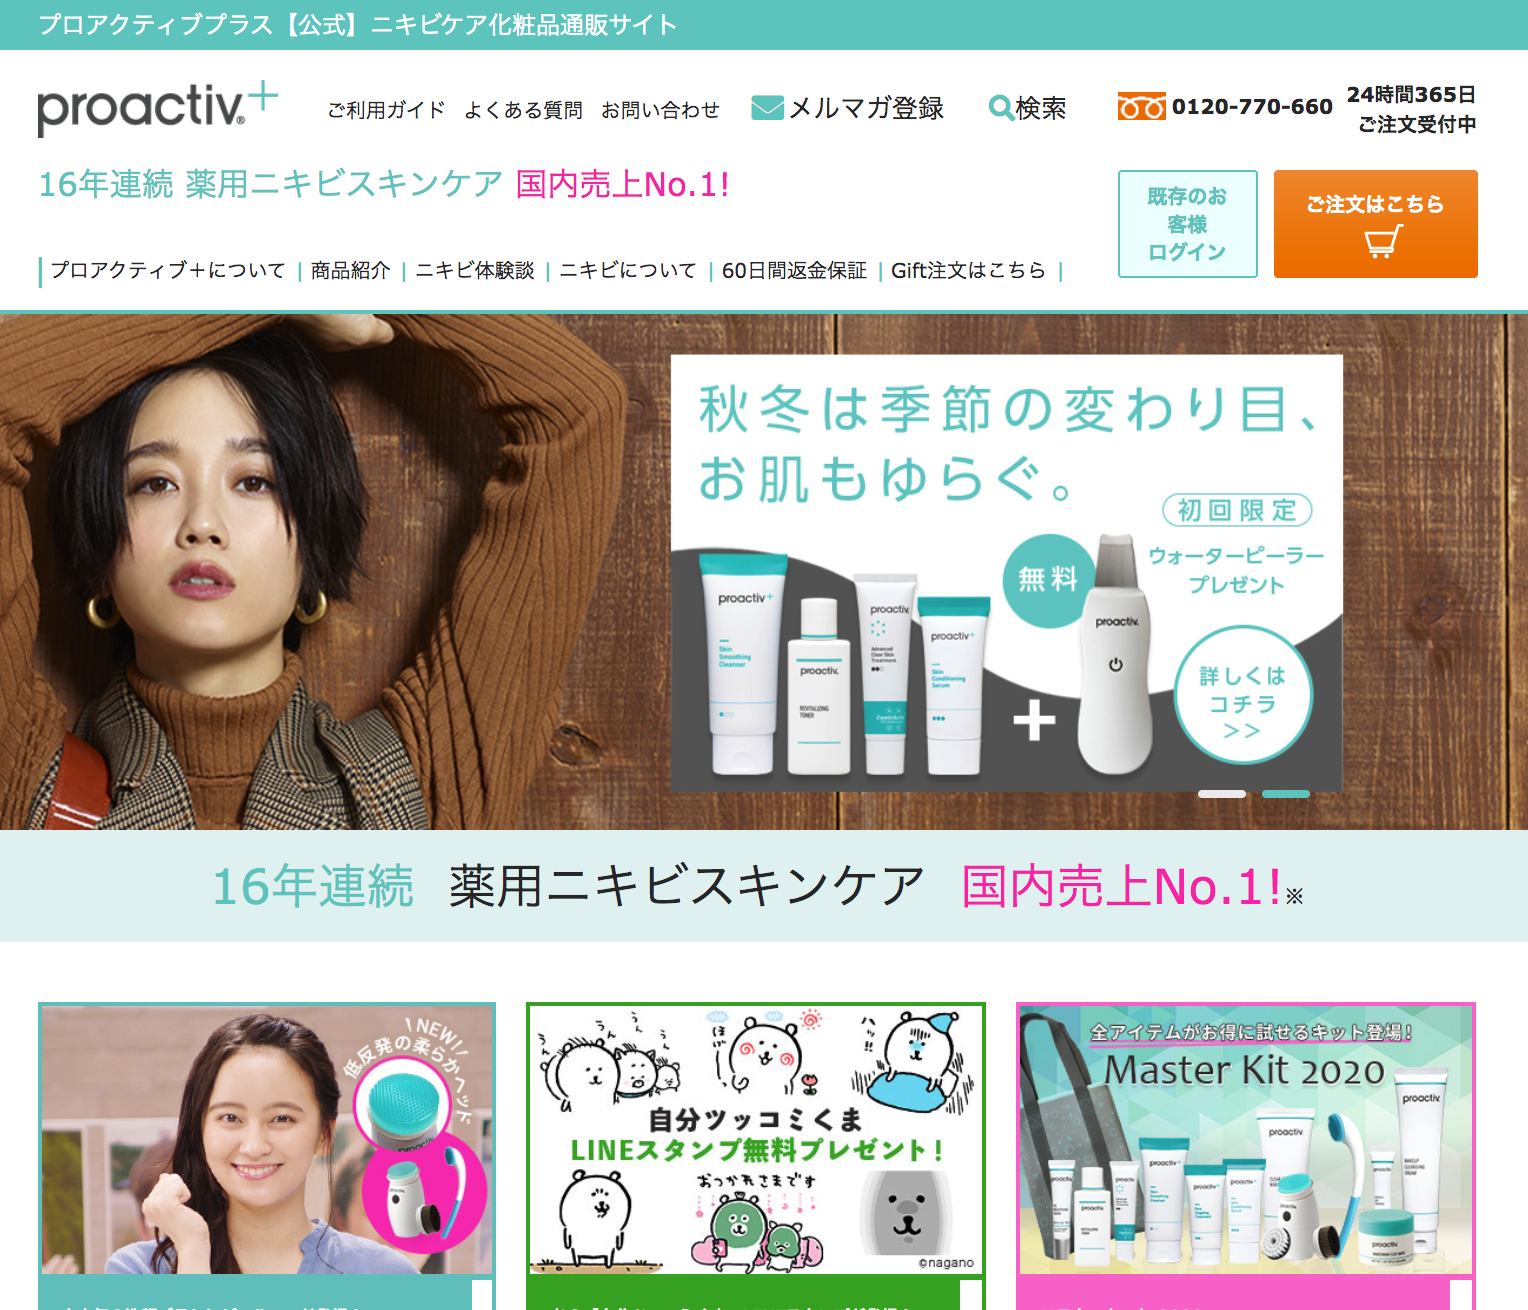 プロアクティブプラス【公式】ニキビケア化粧品通販サイト
proactiv+®
ご利用ガイド よくある質問 お問い合わせ メルマガ登録 検索
0120-770-660
24時間365日
ご注文受付中
16年連続 薬用ニキビスキンケア 国内売上No.1!
既存のお
客様
ログイン
ご注文はこちら
| プロアクティブ＋について | 商品紹介 | ニキビ体験談 | ニキビについて | 60日間返金保証 | Gift注文はこちら |
秋冬は季節の変わり目、
お肌もゆらぐ。
初回限定
ウォーターピーラー
プレゼント
無料
proactiv+
Skin
Smoothing
Cleanser
proactiv.
REVITALIZING
TONER
proactiv.
Advanced
Clear Skin
Treatment
proactiv+
Skin
Conditioning
Serum
+
proactiv.
詳しくは
コチラ
>>
16年連続 薬用ニキビスキンケア 国内売上No.1!※
\NEW!/
低反発の柔らかヘッド
proactiv.
うんうん
うんうん
ほげ〜
ハッ!!
自分ツッコミくま
LINEスタンプ無料プレゼント！
おつかれさまです
©nagano
全アイテムがお得に試せるキット登場！
Master Kit 2020
proactiv.
proactiv.
proactiv+
proactiv+
proactiv+
proactiv